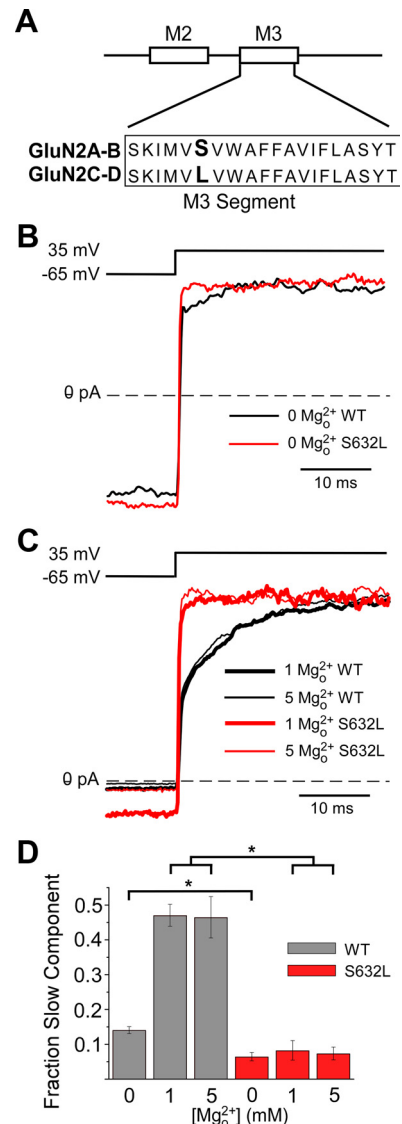 A
M2 M3
GluN2A-B SKIMVSVWAFFAVIFLASYT
GluN2C-D SKIMVLVWAFFAVIFLASYT
M3 Segment
B
35 mV
-65 mV
0 pA
0 Mg²⁺ₒ WT
0 Mg²⁺ₒ S632L
10 ms
C
35 mV
-65 mV
1 Mg²⁺ₒ WT
5 Mg²⁺ₒ WT
1 Mg²⁺ₒ S632L
5 Mg²⁺ₒ S632L
0 pA
10 ms
D
*
*
Fraction Slow Component
0.5
0.4
0.3
0.2
0.1
WT
S632L
0 1 5 0 1 5
[Mg²⁺ₒ] (mM)